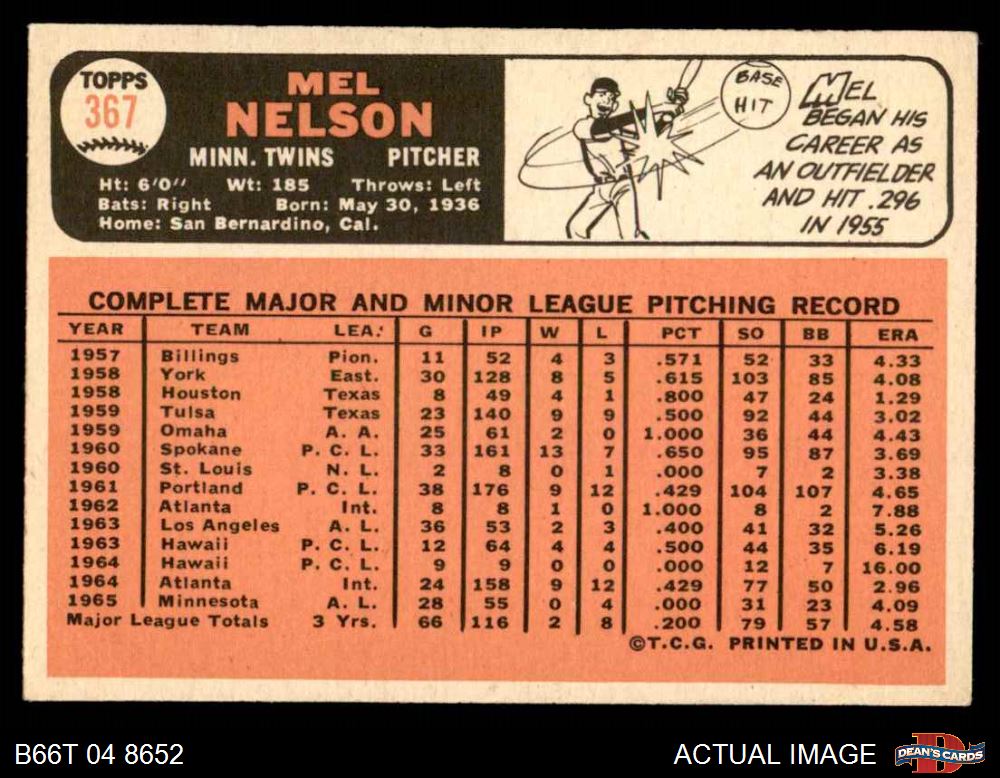 TOPPS
367
MEL
NELSON
MINN. TWINS PITCHER
Ht: 6'0" Wt: 185 Throws: Left
Bats: Right Born: May 30, 1936
Home: San Bernardino, Cal.
BASE
HIT
MEL
BEGAN HIS
CAREER AS
AN OUTFIELDER
AND HIT .296
IN 1955
COMPLETE MAJOR AND MINOR LEAGUE PITCHING RECORD
YEAR TEAM LEA. G IP W L PCT SO BB ERA
1957 Billings Pion. 11 52 4 3 .571 52 33 4.33
1958 York East. 30 128 8 5 .615 103 85 4.08
1958 Houston Texas 8 49 4 1 .800 47 24 1.29
1959 Tulsa Texas 23 140 9 9 .500 92 44 3.02
1959 Omaha A. A. 25 61 2 0 1.000 36 44 4.43
1960 Spokane P. C. L. 33 161 13 7 .650 95 87 3.69
1960 St. Louis N. L. 2 8 0 1 .000 7 2 3.38
1961 Portland P. C. L. 38 176 9 12 .429 104 107 4.65
1962 Atlanta Int. 8 8 1 0 1.000 8 2 7.88
1963 Los Angeles A. L. 36 53 2 3 .400 41 32 5.26
1963 Hawaii P. C. L. 12 64 4 4 .500 44 35 6.19
1964 Hawaii P. C. L. 9 9 0 0 .000 12 7 16.00
1964 Atlanta Int. 24 158 9 12 .429 77 50 2.96
1965 Minnesota A. L. 28 55 0 4 .000 31 23 4.09
Major League Totals 3 Yrs. 66 116 2 8 .200 79 57 4.58
©T.C.G. PRINTED IN U.S.A.
B66T 04 8652 ACTUAL IMAGE DEAN'S CARDS